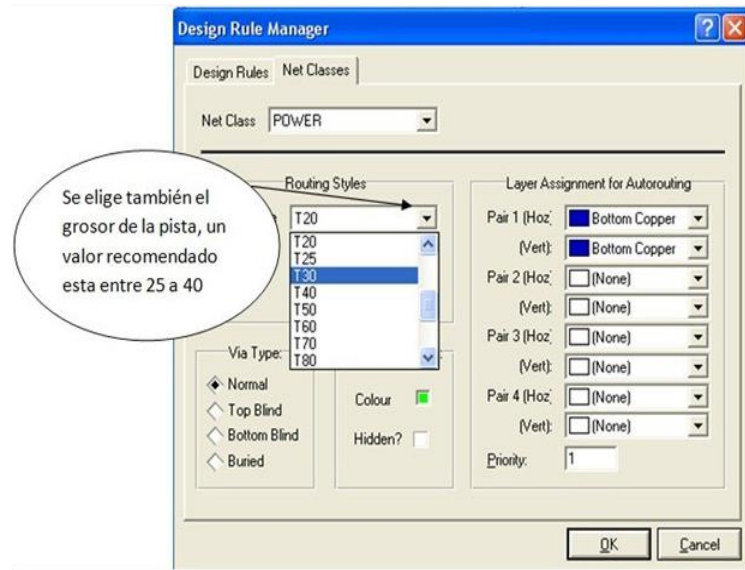 Design Rule Manager
Design Rules Net Classes
Net Class POWER
Se elige también el
grosor de la pista, un
valor recomendado
esta entre 25 a 40
Routing Styles
T20
T20
T25
T30
T40
T50
T60
T70
T80
Via Type:
Normal
Top Blind
Bottom Blind
Buried
Colour
Hidden?
Layer Assignment for Autorouting
Pair 1 (Hoz) Bottom Copper
(Vert): Bottom Copper
Pair 2 (Hoz) (None)
(Vert): (None)
Pair 3 (Hoz) (None)
(Vert): (None)
Pair 4 (Hoz) (None)
(Vert): (None)
Priority: 1
OK Cancel